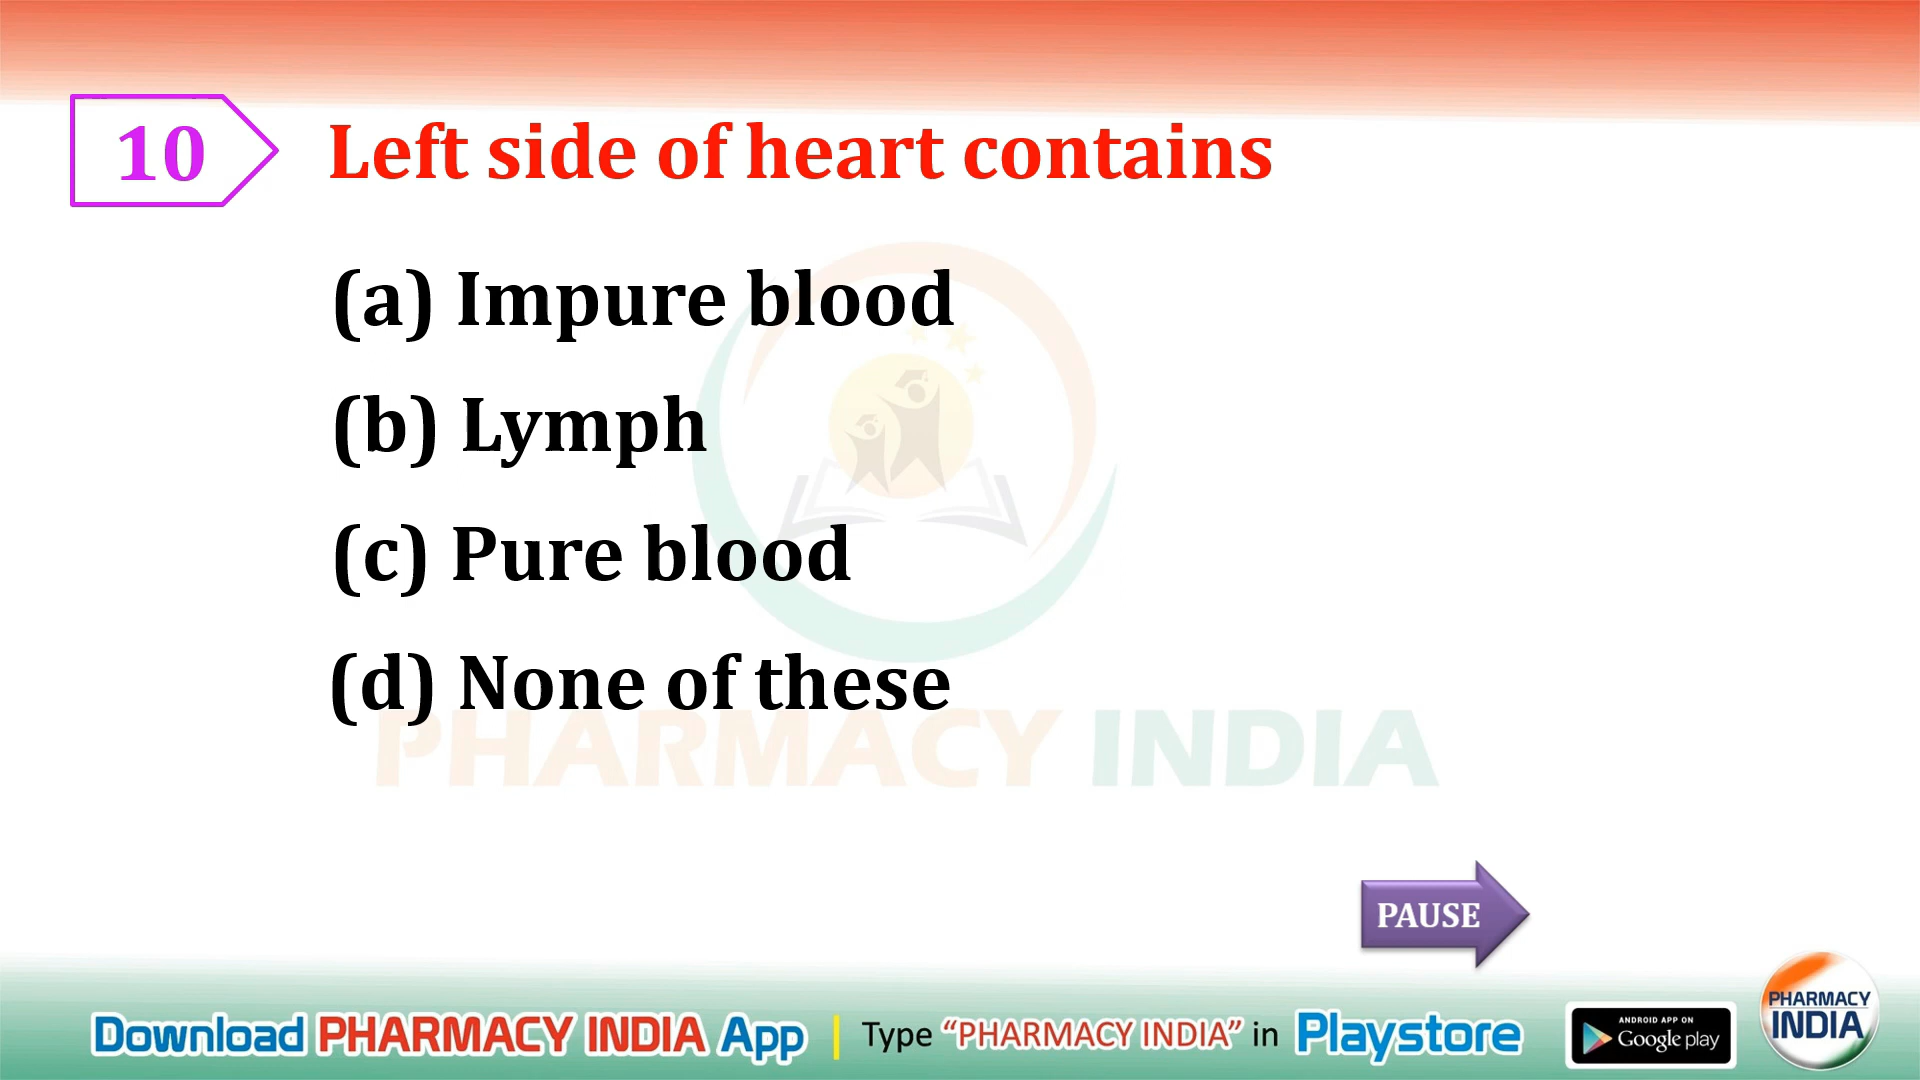 10
Left side of heart contains
(a) Impure blood
(b) Lymph
(c) Pure blood
(d) None of these
PHARMACY INDIA
PAUSE
Download PHARMACY INDIA App | Type “PHARMACY INDIA” in Playstore
ANDROID APP ON
Google play
PHARMACY
INDIA